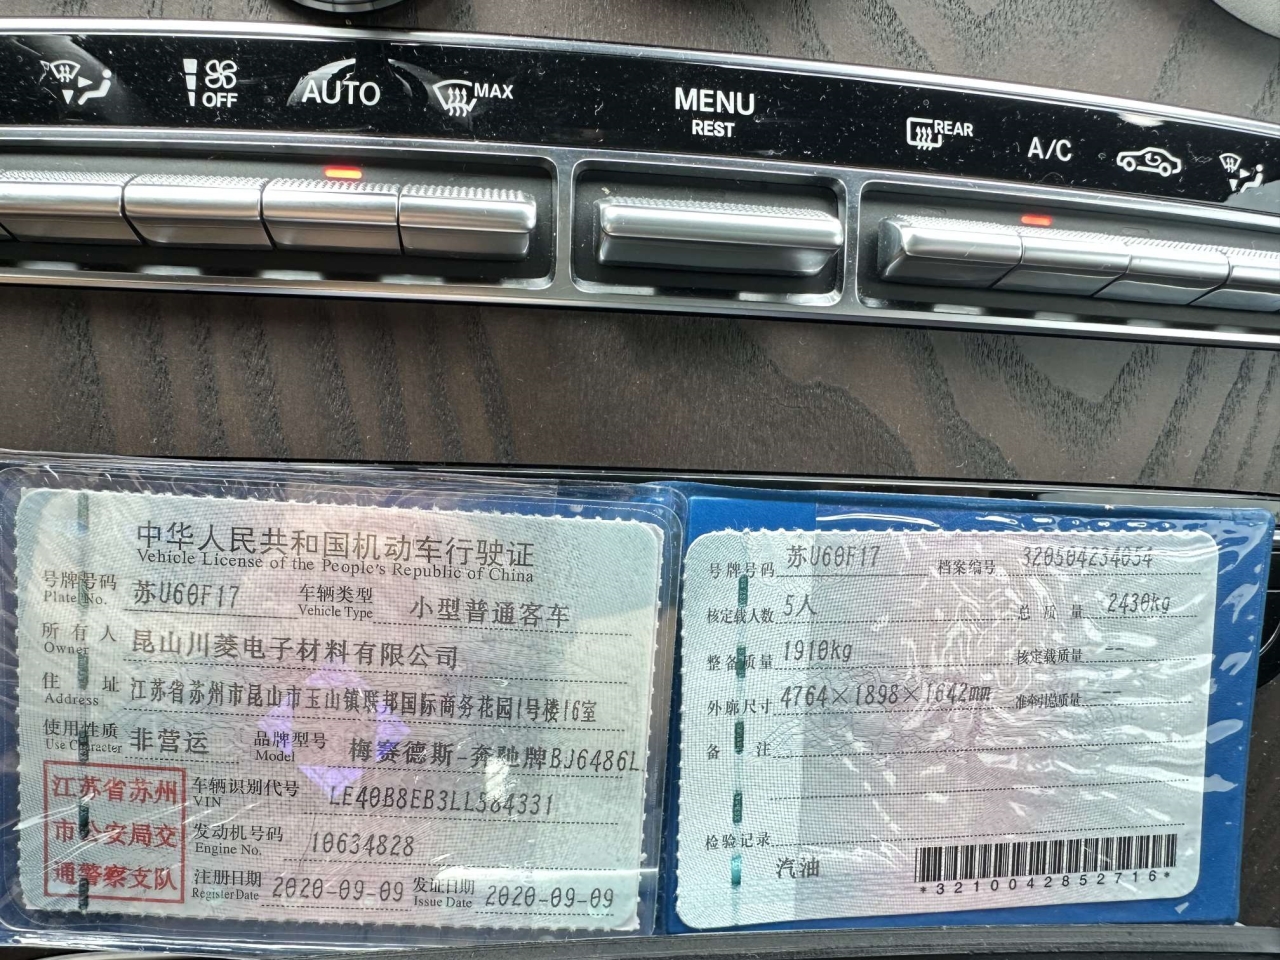 OFF
AUTO
MAX
MENU
REST
REAR
A/C
中华人民共和国机动车行驶证
Vehicle License of the People's Republic of China
号牌号码 苏U60F17 车辆类型 小型普通客车
Plate No. Vehicle Type
所有人 昆山川菱电子材料有限公司
Owner
住址 江苏省苏州市昆山市玉山镇联邦国际商务花园1号楼16室
Address
使用性质 非营运 品牌型号 梅赛德斯-奔驰牌BJ6486L
Use Character Model
江苏省苏州
市公安局交
通警察支队
车辆识别代号 LE40B8EB3LL584331
VIN
发动机号码 10634828
Engine No.
注册日期 2020-09-09 发证日期 2020-09-09
Register Date Issue Date
号牌号码 苏U60F17 档案编号 320504234054
核定载人数 5人 总质量 2430kg
整备质量 1910kg 核定载质量 --
外廓尺寸 4764×1898×1642mm 准牵引总质量 --
备注
检验记录
汽油
*3210042852716*